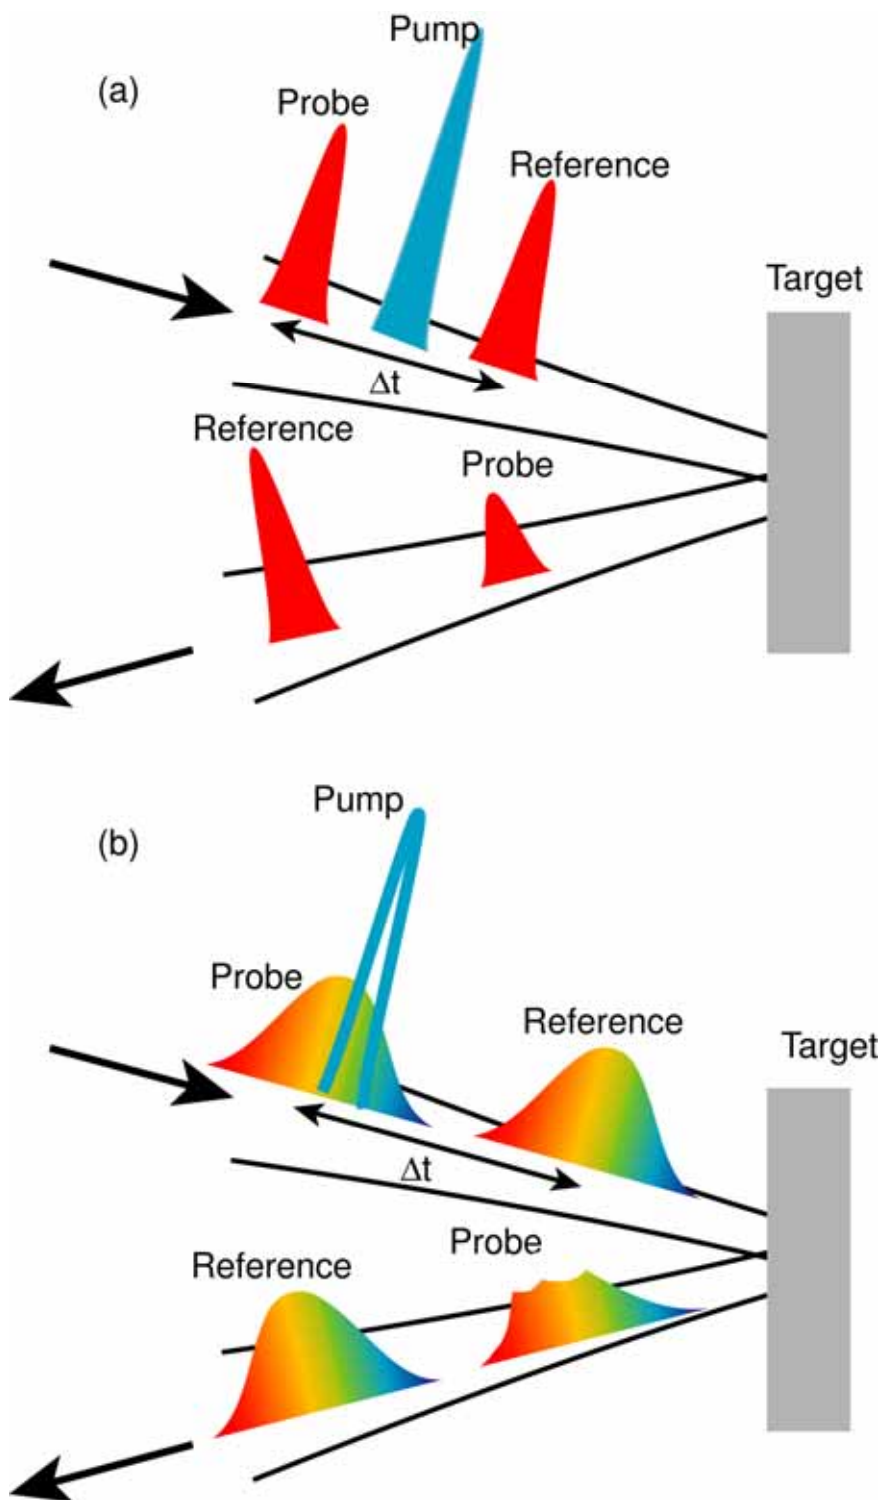 Pump
(a)
Probe
Reference
Target
Δt
Reference
Probe
Pump
(b)
Probe
Reference
Target
Δt
Probe
Reference